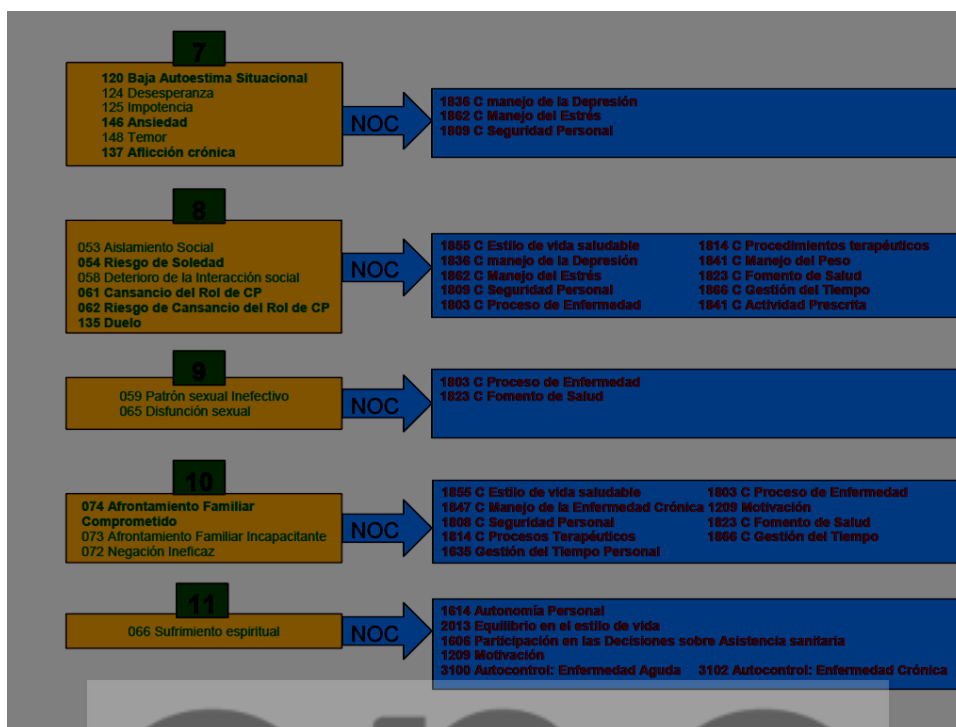 7
120 Baja Autoestima Situacional
124 Desesperanza
125 Impotencia
146 Ansiedad
148 Temor
137 Aflicción crónica
NOC
1836 C manejo de la Depresión
1862 C Manejo del Estrés
1809 C Seguridad Personal
8
053 Aislamiento Social
054 Riesgo de Soledad
058 Deterioro de la Interacción social
061 Cansancio del Rol de CP
062 Riesgo de Cansancio del Rol de CP
135 Duelo
NOC
1855 C Estilo de vida saludable
1836 C manejo de la Depresión
1862 C Manejo del Estrés
1809 C Seguridad Personal
1803 C Proceso de Enfermedad
1814 C Procedimientos terapéuticos
1841 C Manejo del Peso
1823 C Fomento de Salud
1866 C Gestión del Tiempo
1841 C Actividad Prescrita
9
059 Patrón sexual Inefectivo
065 Disfunción sexual
NOC
1803 C Proceso de Enfermedad
1823 C Fomento de Salud
10
074 Afrontamiento Familiar
Comprometido
073 Afrontamiento Familiar Incapacitante
072 Negación Ineficaz
NOC
1855 C Estilo de vida saludable
1847 C Manejo de la Enfermedad Crónica
1808 C Seguridad Personal
1814 C Procesos Terapéuticos
1635 Gestión del Tiempo Personal
1803 C Proceso de Enfermedad
1209 Motivación
1823 C Fomento de Salud
1866 C Gestión del Tiempo
11
066 Sufrimiento espiritual
NOC
1614 Autonomía Personal
2013 Equilibrio en el estilo de vida
1606 Participación en las Decisiones sobre Asistencia sanitaría
1209 Motivación
3100 Autocontrol: Enfermedad Aguda
3102 Autocontrol: Enfermedad Crónica